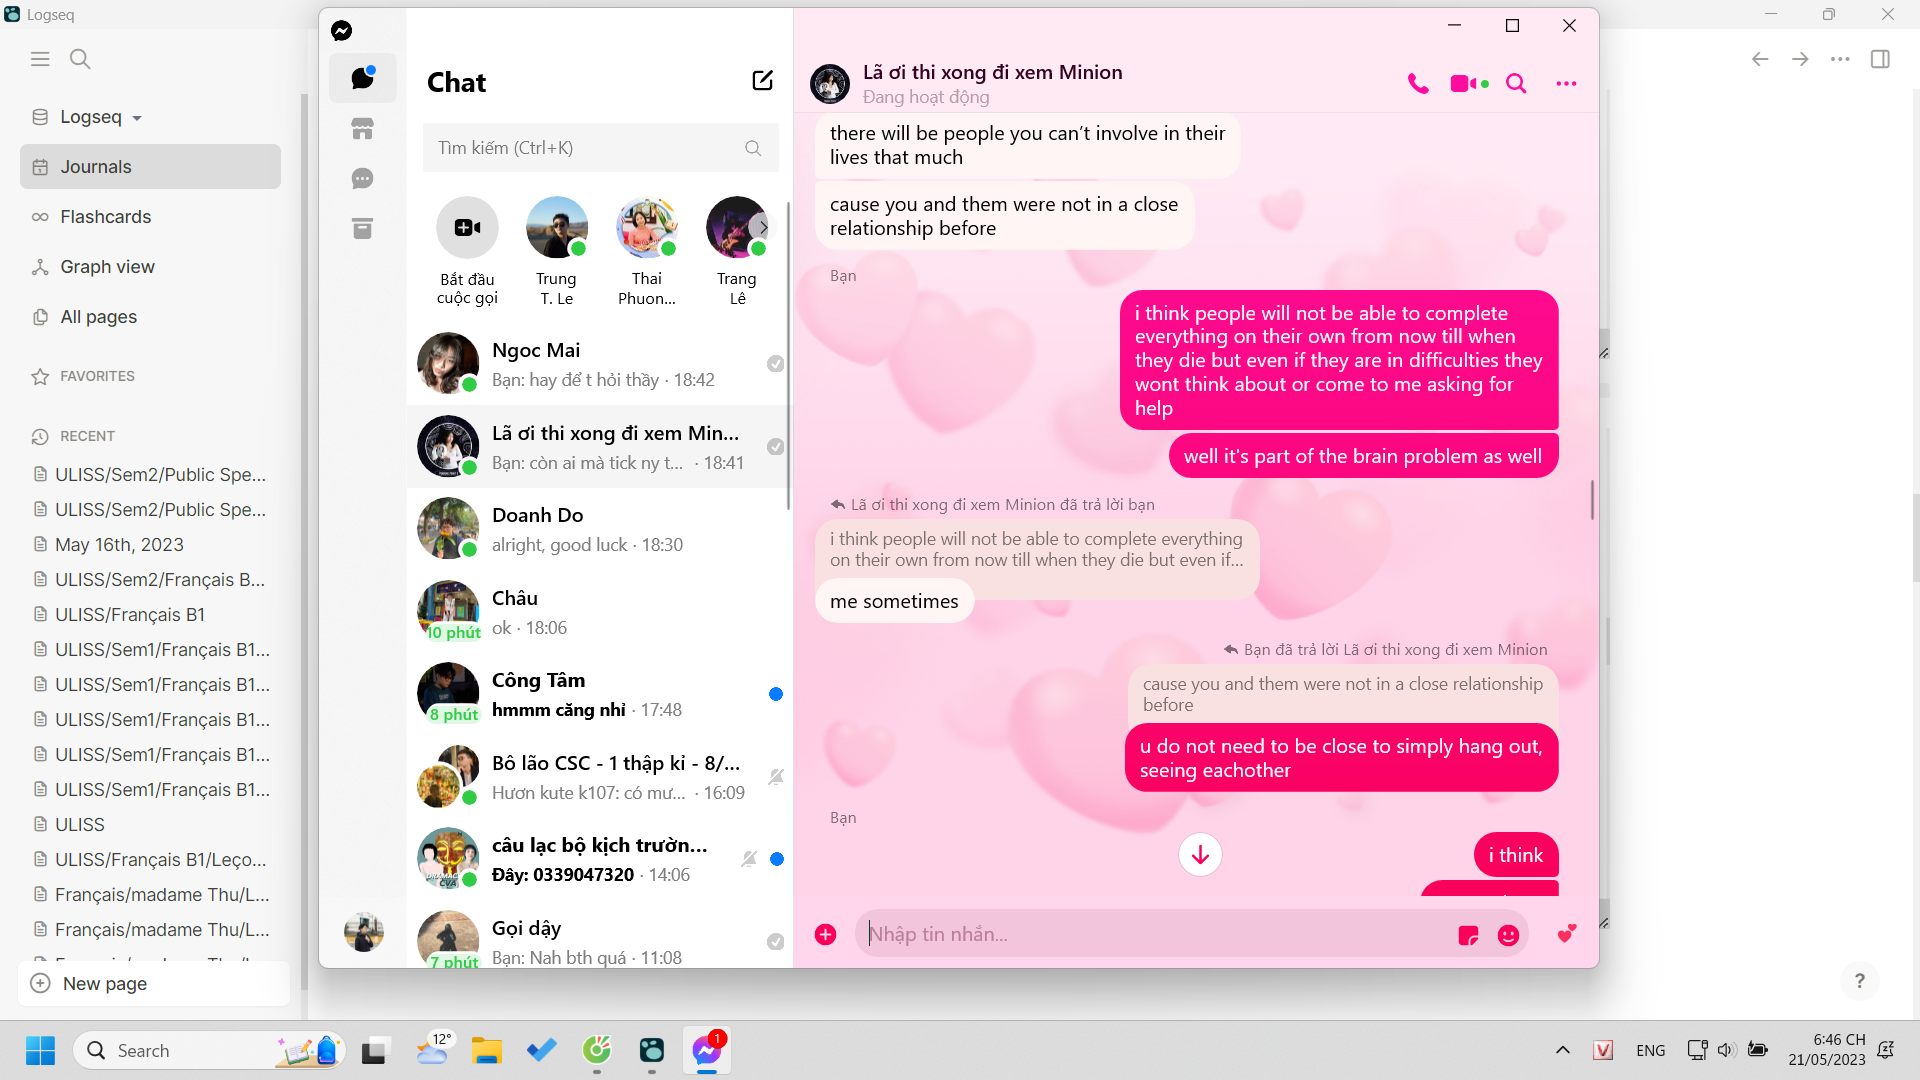 Logseq
Logseq
Journals
Flashcards
Graph view
All pages
FAVORITES
RECENT
ULISS/Sem2/Public Spe...
ULISS/Sem2/Public Spe...
May 16th, 2023
ULISS/Sem2/Français B...
ULISS/Français B1
ULISS/Sem1/Français B1...
ULISS/Sem1/Français B1...
ULISS/Sem1/Français B1...
ULISS/Sem1/Français B1...
ULISS/Sem1/Français B1...
ULISS
ULISS/Français B1/Leço...
Français/madame Thu/L...
Français/madame Thu/L...
New page
Chat
Tìm kiếm (Ctrl+K)
Bắt đầu
cuộc gọi
Trung
T. Le
Thai
Phuon...
Trang
Lê
Ngoc Mai
Bạn: hay để t hỏi thầy · 18:42
Lã ơi thi xong đi xem Min...
Bạn: còn ai mà tick ny t... · 18:41
Doanh Do
alright, good luck · 18:30
Châu
ok · 18:06
10 phút
Công Tâm
hmmm căng nhỉ · 17:48
8 phút
Bô lão CSC - 1 thập kỉ - 8/...
Hươn kute k107: có mư... · 16:09
câu lạc bộ kịch trườn...
Đây: 0339047320 · 14:06
Gọi dậy
Bạn: Nah bth quá · 11:08
7 phút
Lã ơi thi xong đi xem Minion
Đang hoạt động
there will be people you can't involve in their
lives that much
cause you and them were not in a close
relationship before
Bạn
i think people will not be able to complete
everything on their own from now till when
they die but even if they are in difficulties they
wont think about or come to me asking for
help
well it's part of the brain problem as well
Lã ơi thi xong đi xem Minion đã trả lời bạn
i think people will not be able to complete everything
on their own from now till when they die but even if...
me sometimes
Bạn đã trả lời Lã ơi thi xong đi xem Minion
cause you and them were not in a close relationship
before
u do not need to be close to simply hang out,
seeing eachother
Bạn
i think
Nhập tin nhắn...
?
Search
12°
1
V
ENG
6:46 CH
21/05/2023